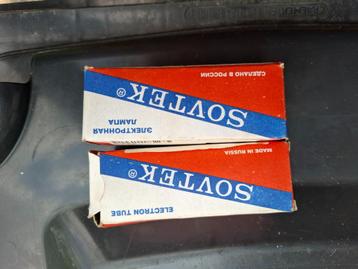 СДЕЛАНО В РОССИИ
SOVTEK®
ЭЛЕКТРОННАЯ
ЛАМПА
MADE IN RUSSIA
SOVTEK®
ELECTRON TUBE